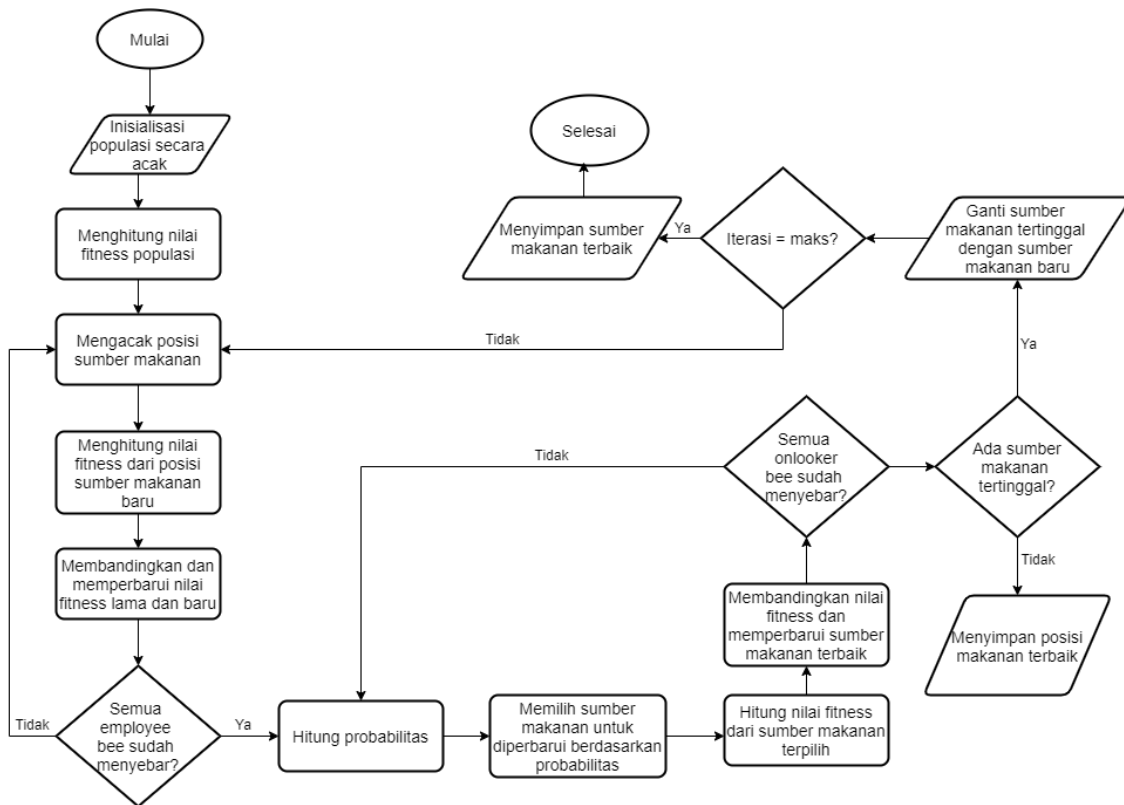 Mulai
Inisialisasi
populasi secara
acak
Menghitung nilai
fitness populasi
Mengacak posisi
sumber makanan
Menghitung nilai
fitness dari posisi
sumber makanan
baru
Membandingkan dan
memperbarui nilai
fitness lama dan baru
Semua
employee
bee sudah
menyebar?
Tidak
Ya
Hitung probabilitas
Memilih sumber
makanan untuk
diperbarui berdasarkan
probabilitas
Hitung nilai fitness
dari sumber makanan
terpilih
Membandingkan nilai
fitness dan
memperbarui sumber
makanan terbaik
Semua
onlooker
bee sudah
menyebar?
Tidak
Ada sumber
makanan
tertinggal?
Tidak
Menyimpan posisi
makanan terbaik
Ya
Ganti sumber
makanan tertinggal
dengan sumber
makanan baru
Iterasi = maks?
Tidak
Ya
Menyimpan sumber
makanan terbaik
Selesai